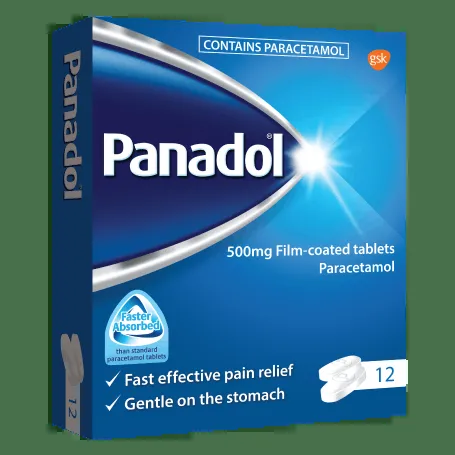 CONTAINS PARACETAMOL
gsk
Panadol
Panadol®
500mg Film-coated tablets
Paracetamol
Faster
Absorbed
than standard
paracetamol tablets
✓ Fast effective pain relief
✓ Gentle on the stomach
12
12